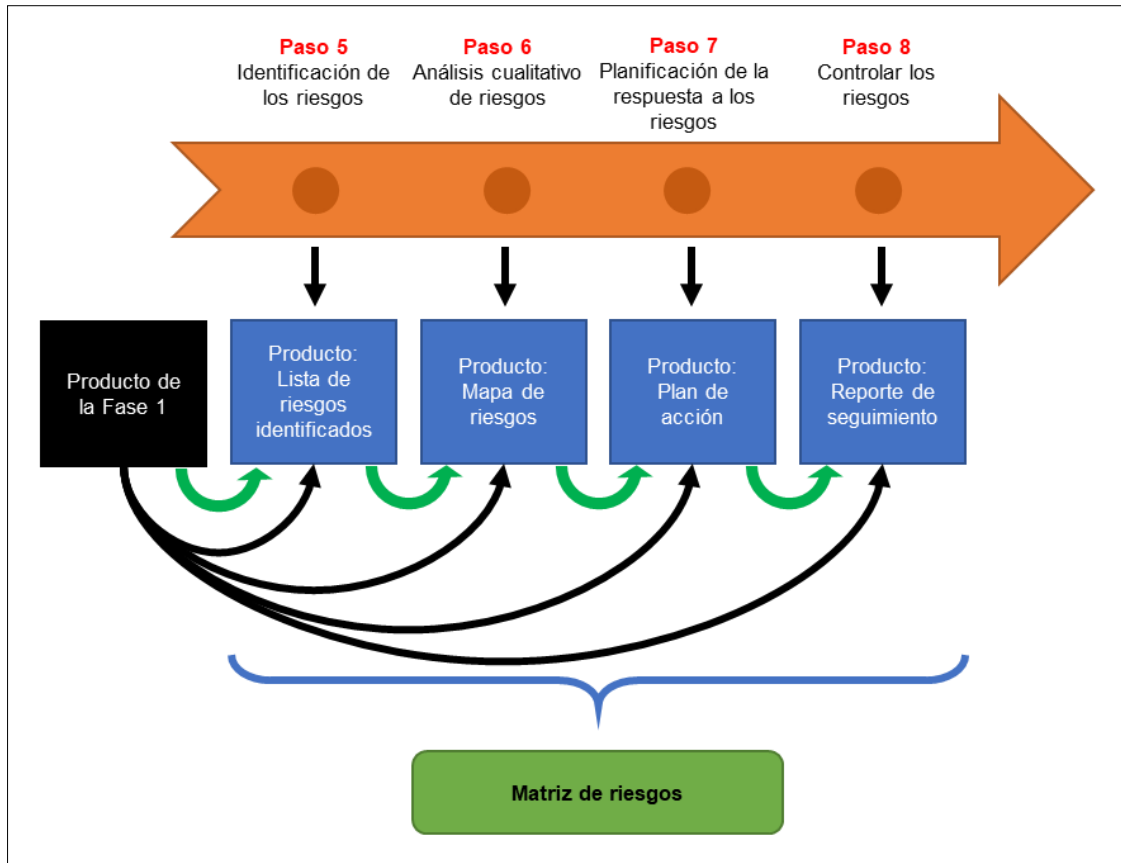 Paso 5
Identificación de
los riesgos
Paso 6
Análisis cualitativo
de riesgos
Paso 7
Planificación de la
respuesta a los
riesgos
Paso 8
Controlar los
riesgos
Producto de
la Fase 1
Producto:
Lista de
riesgos
identificados
Producto:
Mapa de
riesgos
Producto:
Plan de
acción
Producto:
Reporte de
seguimiento
Matriz de riesgos